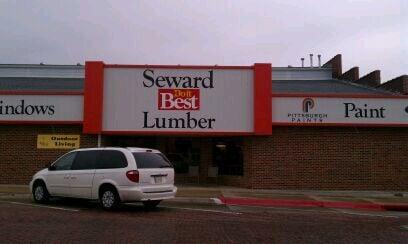 Seward
Do it
Best
Lumber
indows
PITTSBURGH
PAINTS
Paint
Outdoor
Living